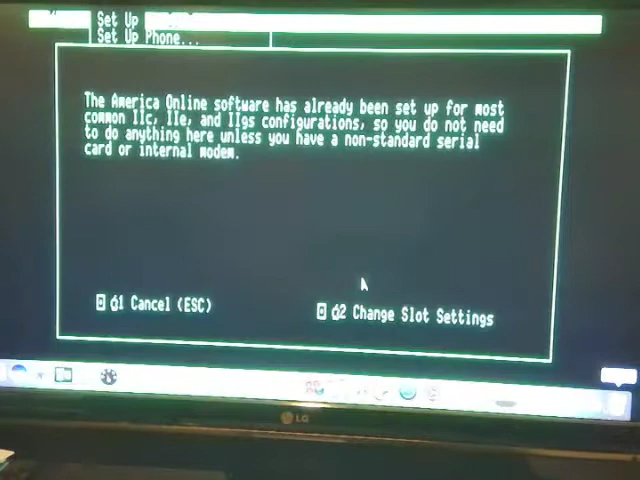 Set Up
Set Up Phone...
The America Online software has already been set up for most
common IIc, IIe, and IIgs configurations, so you do not need
to do anything here unless you have a non-standard serial
card or internal modem.
1 Cancel (ESC)
2 Change Slot Settings
LG